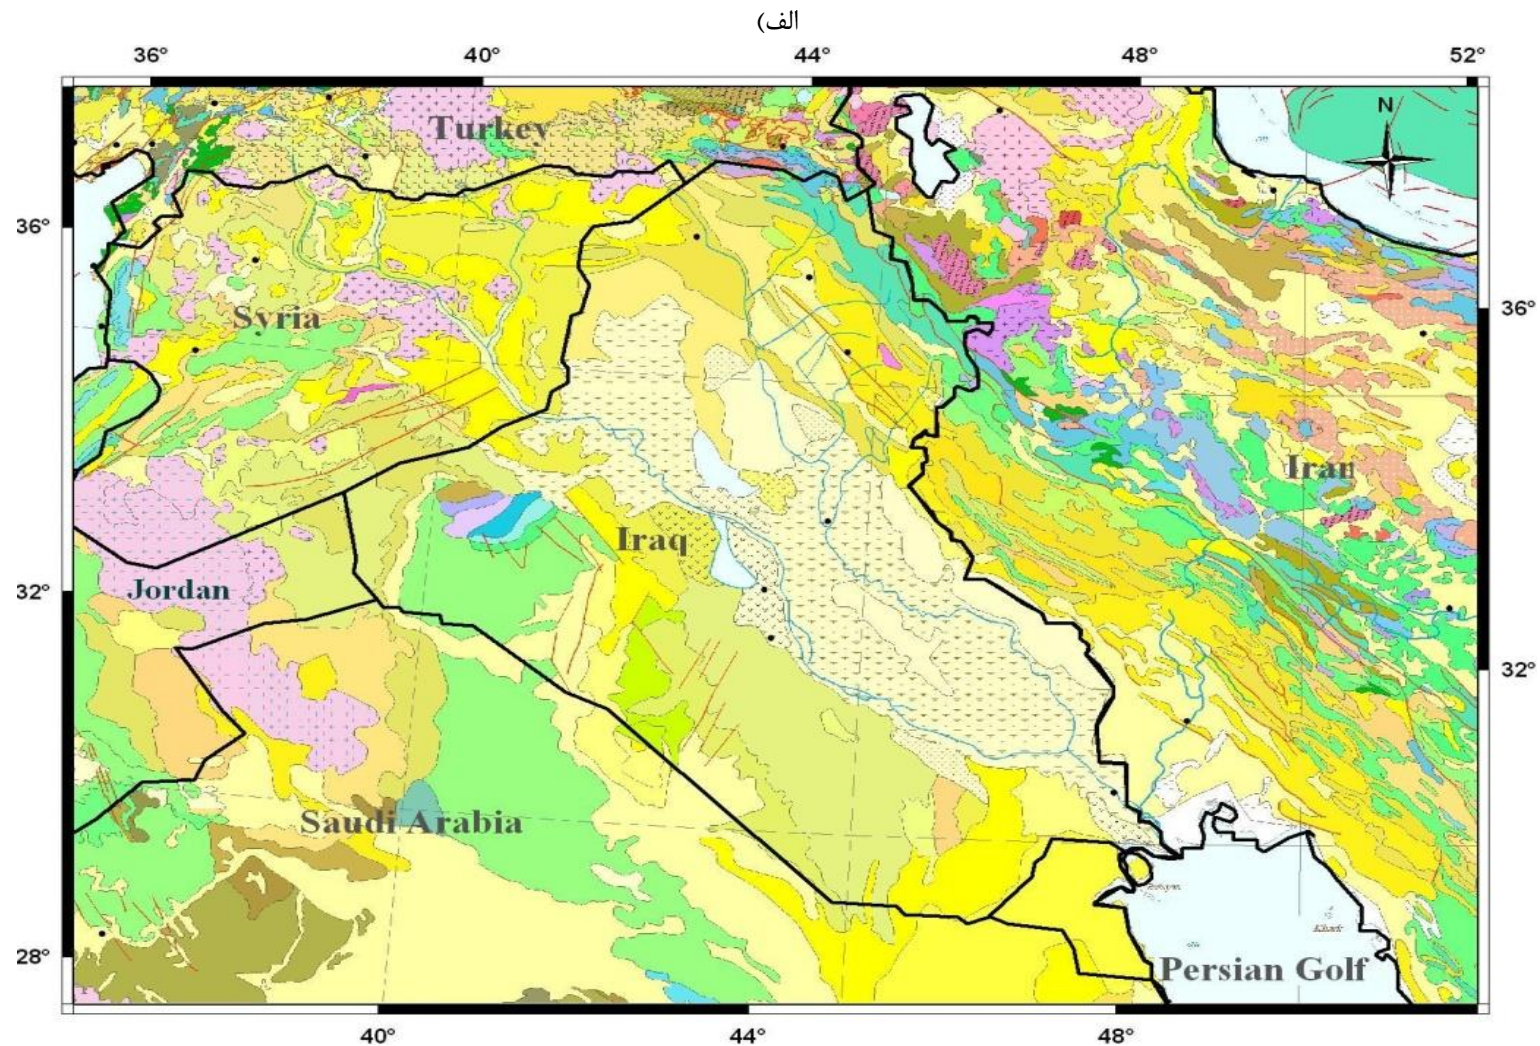 الف)
36° 40° 44° 48° 52°
N
Turkey
36°
36°
Syria
Iran
Iraq
32°
Jordan
32°
Saudi Arabia
Kharh
28°
Persian Golf
40° 44° 48°